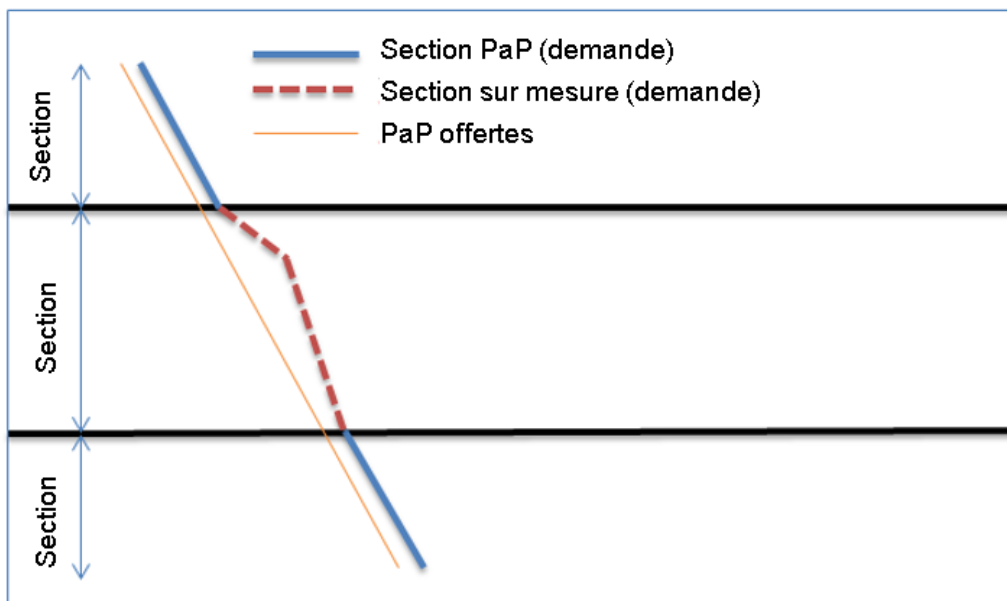 Section PaP (demande)
Section sur mesure (demande)
PaP offertes
Section
Section
Section